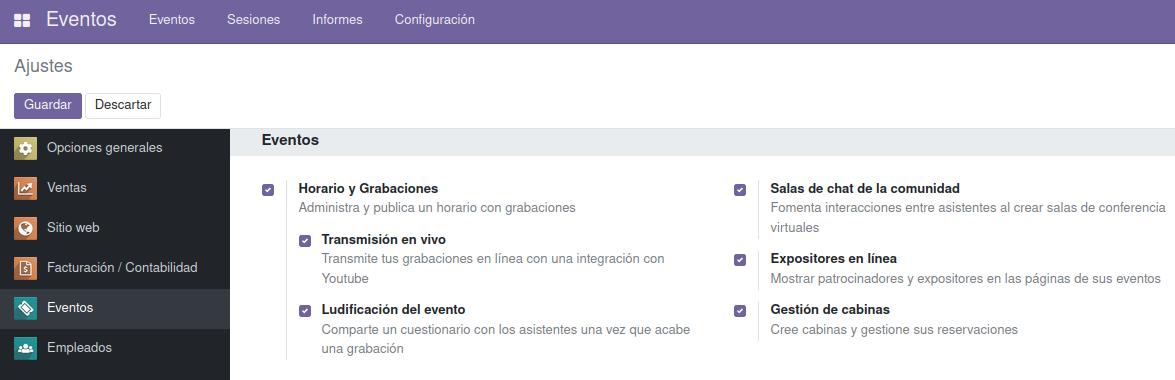 Eventos Eventos Sesiones Informes Configuración
Ajustes
Guardar Descartar
Opciones generales
Ventas
Sitio web
Facturación / Contabilidad
Eventos
Empleados
Eventos
Horario y Grabaciones
Administra y publica un horario con grabaciones
Transmisión en vivo
Transmite tus grabaciones en línea con una integración con
Youtube
Ludificación del evento
Comparte un cuestionario con los asistentes una vez que acabe
una grabación
Salas de chat de la comunidad
Fomenta interacciones entre asistentes al crear salas de conferencia
virtuales
Expositores en línea
Mostrar patrocinadores y expositores en las páginas de sus eventos
Gestión de cabinas
Cree cabinas y gestione sus reservaciones